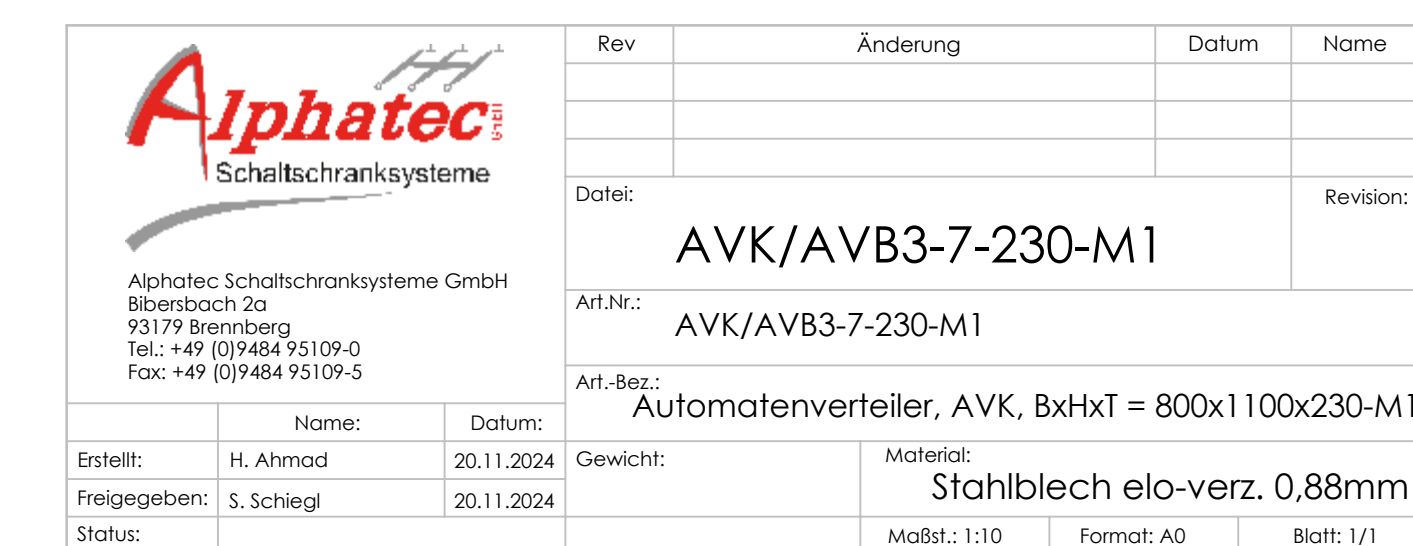 Alphatec GmbH
Schaltschranksysteme
Alphatec Schaltschranksysteme GmbH
Bibersbach 2a
93179 Brennberg
Tel.: +49 (0)9484 95109-0
Fax: +49 (0)9484 95109-5
Name: Datum:
Erstellt: H. Ahmad 20.11.2024
Freigegeben: S. Schiegl 20.11.2024
Status:
Rev Änderung Datum Name
Datei: Revision:
AVK/AVB3-7-230-M1
Art.Nr.:
AVK/AVB3-7-230-M1
Art.-Bez.:
Automatenverteiler, AVK, BxHxT = 800x1100x230-M1
Gewicht: Material:
Stahlblech elo-verz. 0,88mm
Maßst.: 1:10 Format: A0 Blatt: 1/1